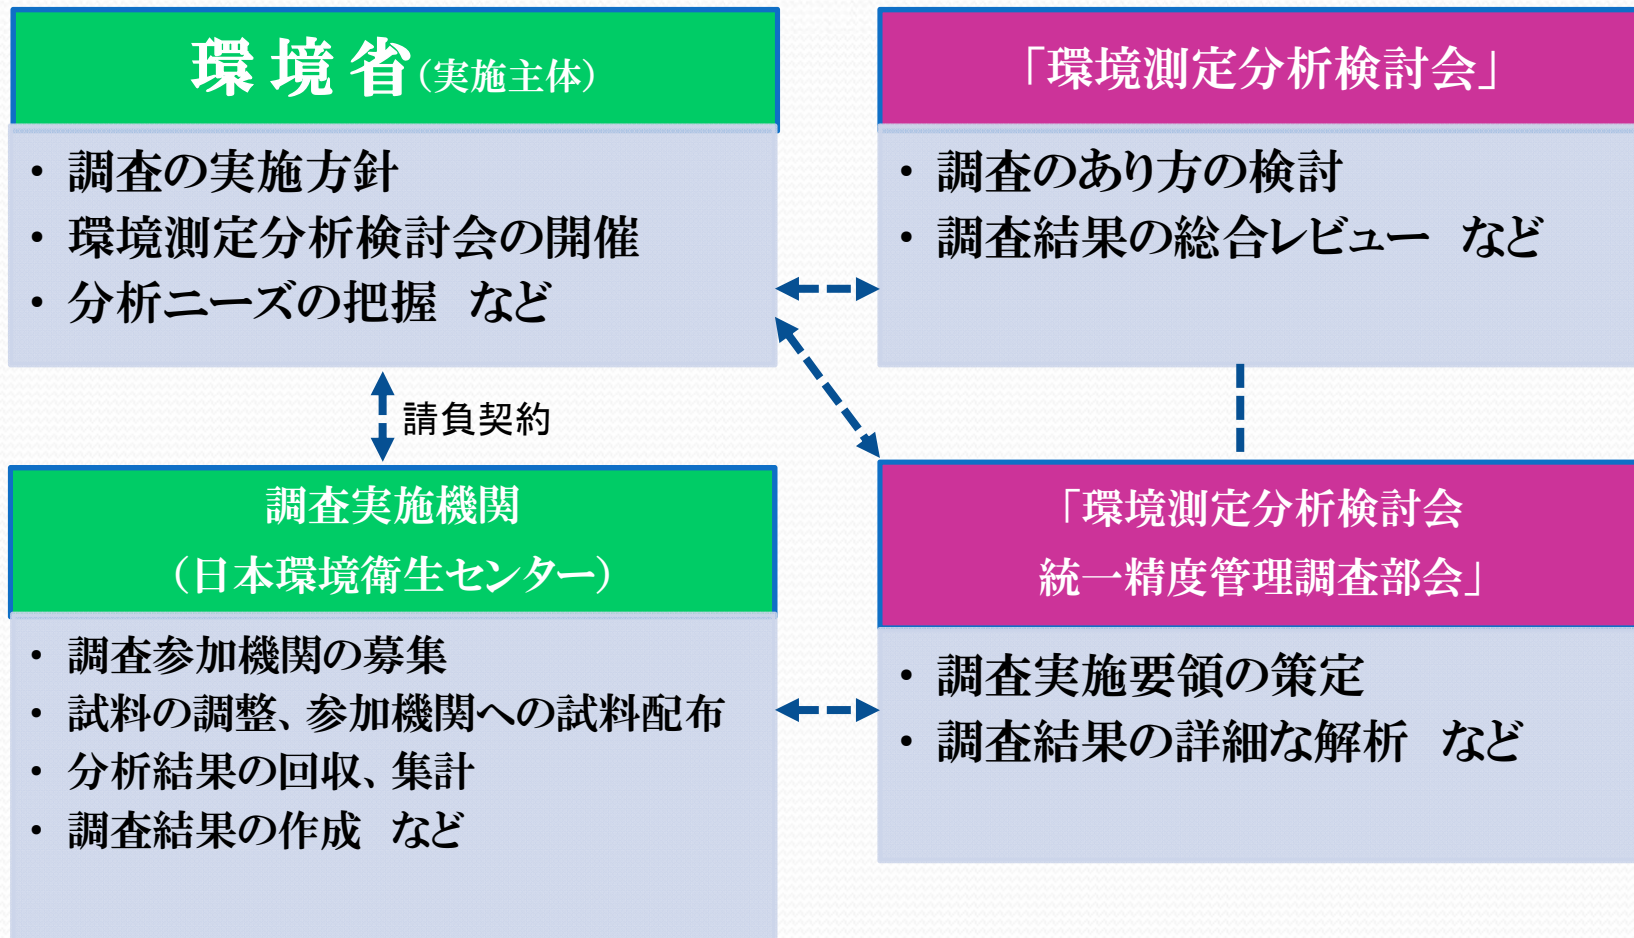 環 境 省(実施主体)
・ 調査の実施方針
・ 環境測定分析検討会の開催
・ 分析ニーズの把握　など
「環境測定分析検討会」
・ 調査のあり方の検討
・ 調査結果の総合レビュー　など
請負契約
調査実施機関
（日本環境衛生センター）
・ 調査参加機関の募集
・ 試料の調整、参加機関への試料配布
・ 分析結果の回収、集計
・ 調査結果の作成　など
「環境測定分析検討会
統一精度管理調査部会」
・ 調査実施要領の策定
・ 調査結果の詳細な解析　など